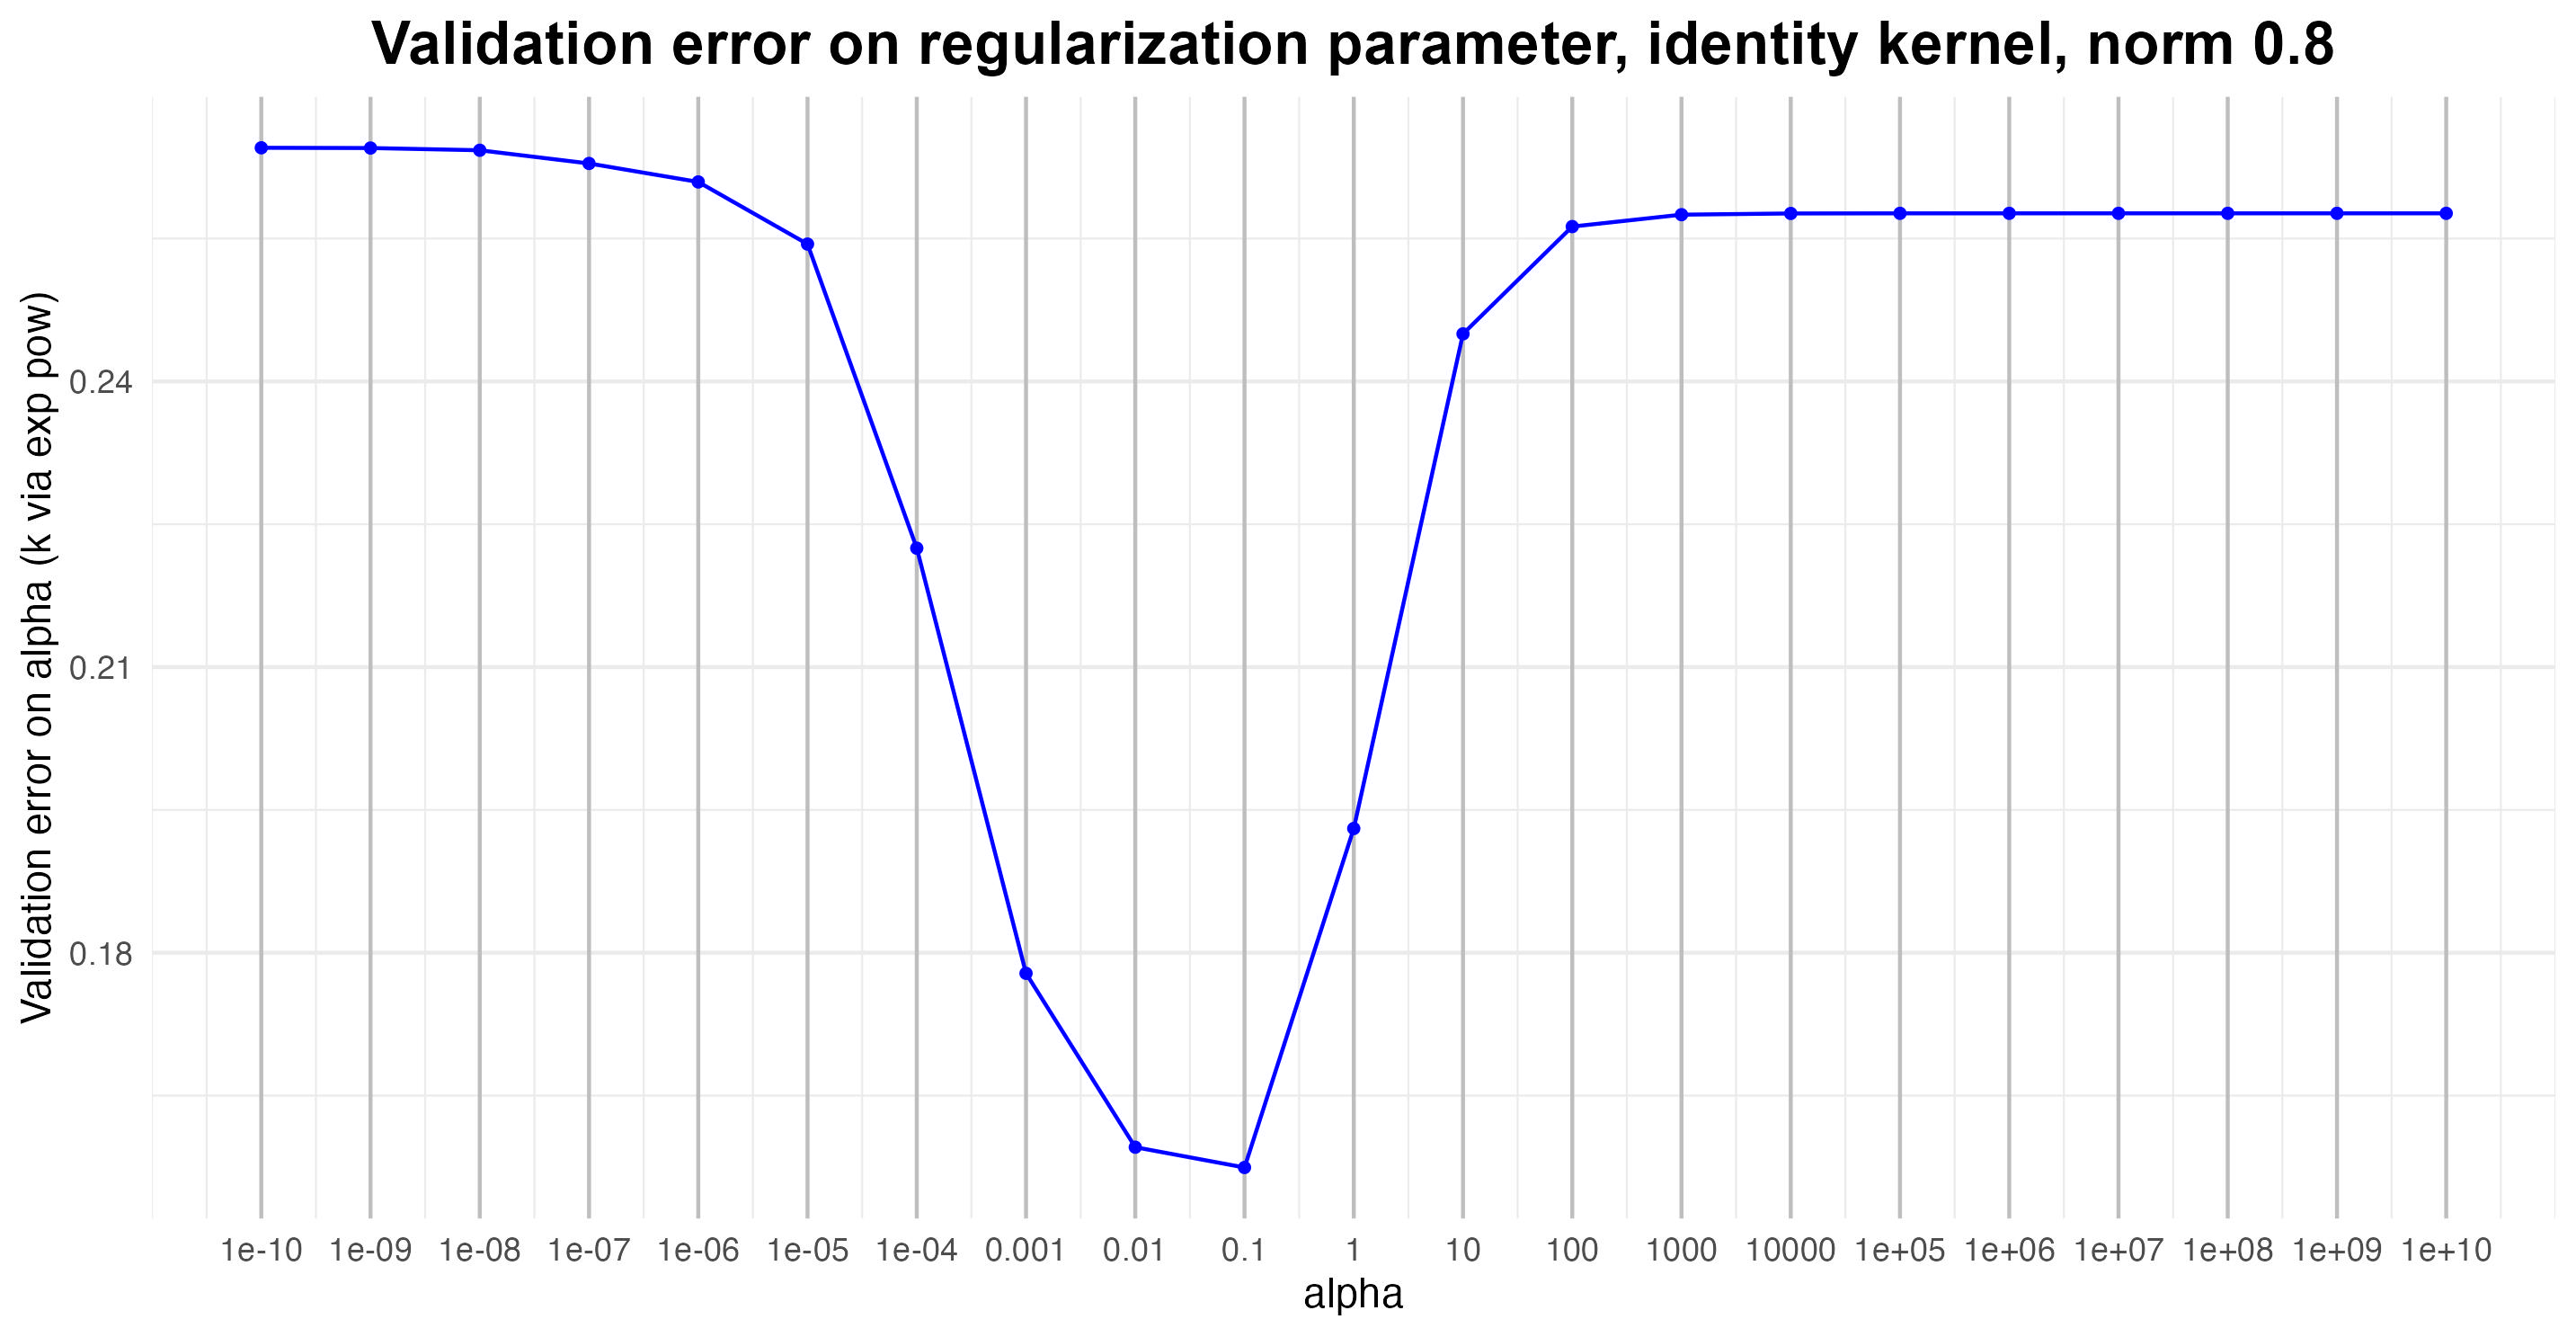 Validation error on regularization parameter, identity kernel, norm 0.8
Validation error on alpha (k via exp pow)
0.24
0.21
0.18
1e-10 1e-09 1e-08 1e-07 1e-06 1e-05 1e-04 0.001 0.01 0.1 1 10 100 1000 10000 1e+05 1e+06 1e+07 1e+08 1e+09 1e+10
alpha